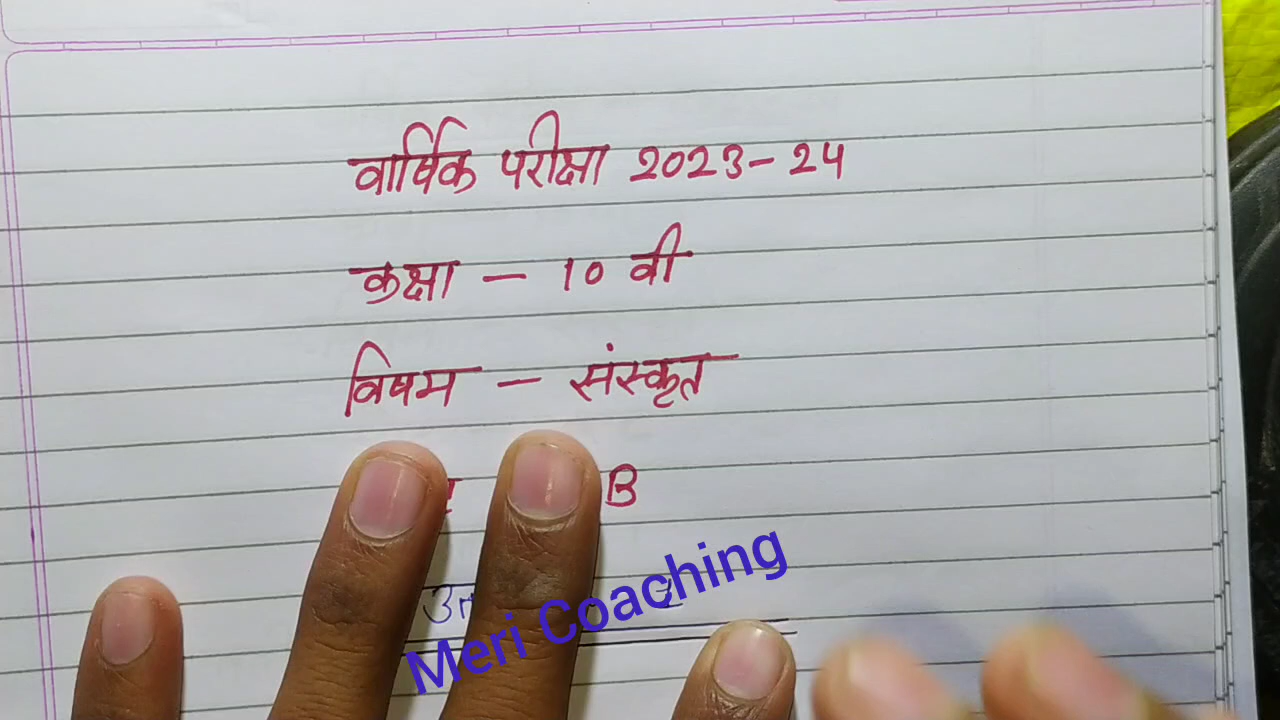 वार्षिक परीक्षा 2023-24
कक्षा - 10 वी
विषय - संस्कृत
B
Meri Coaching